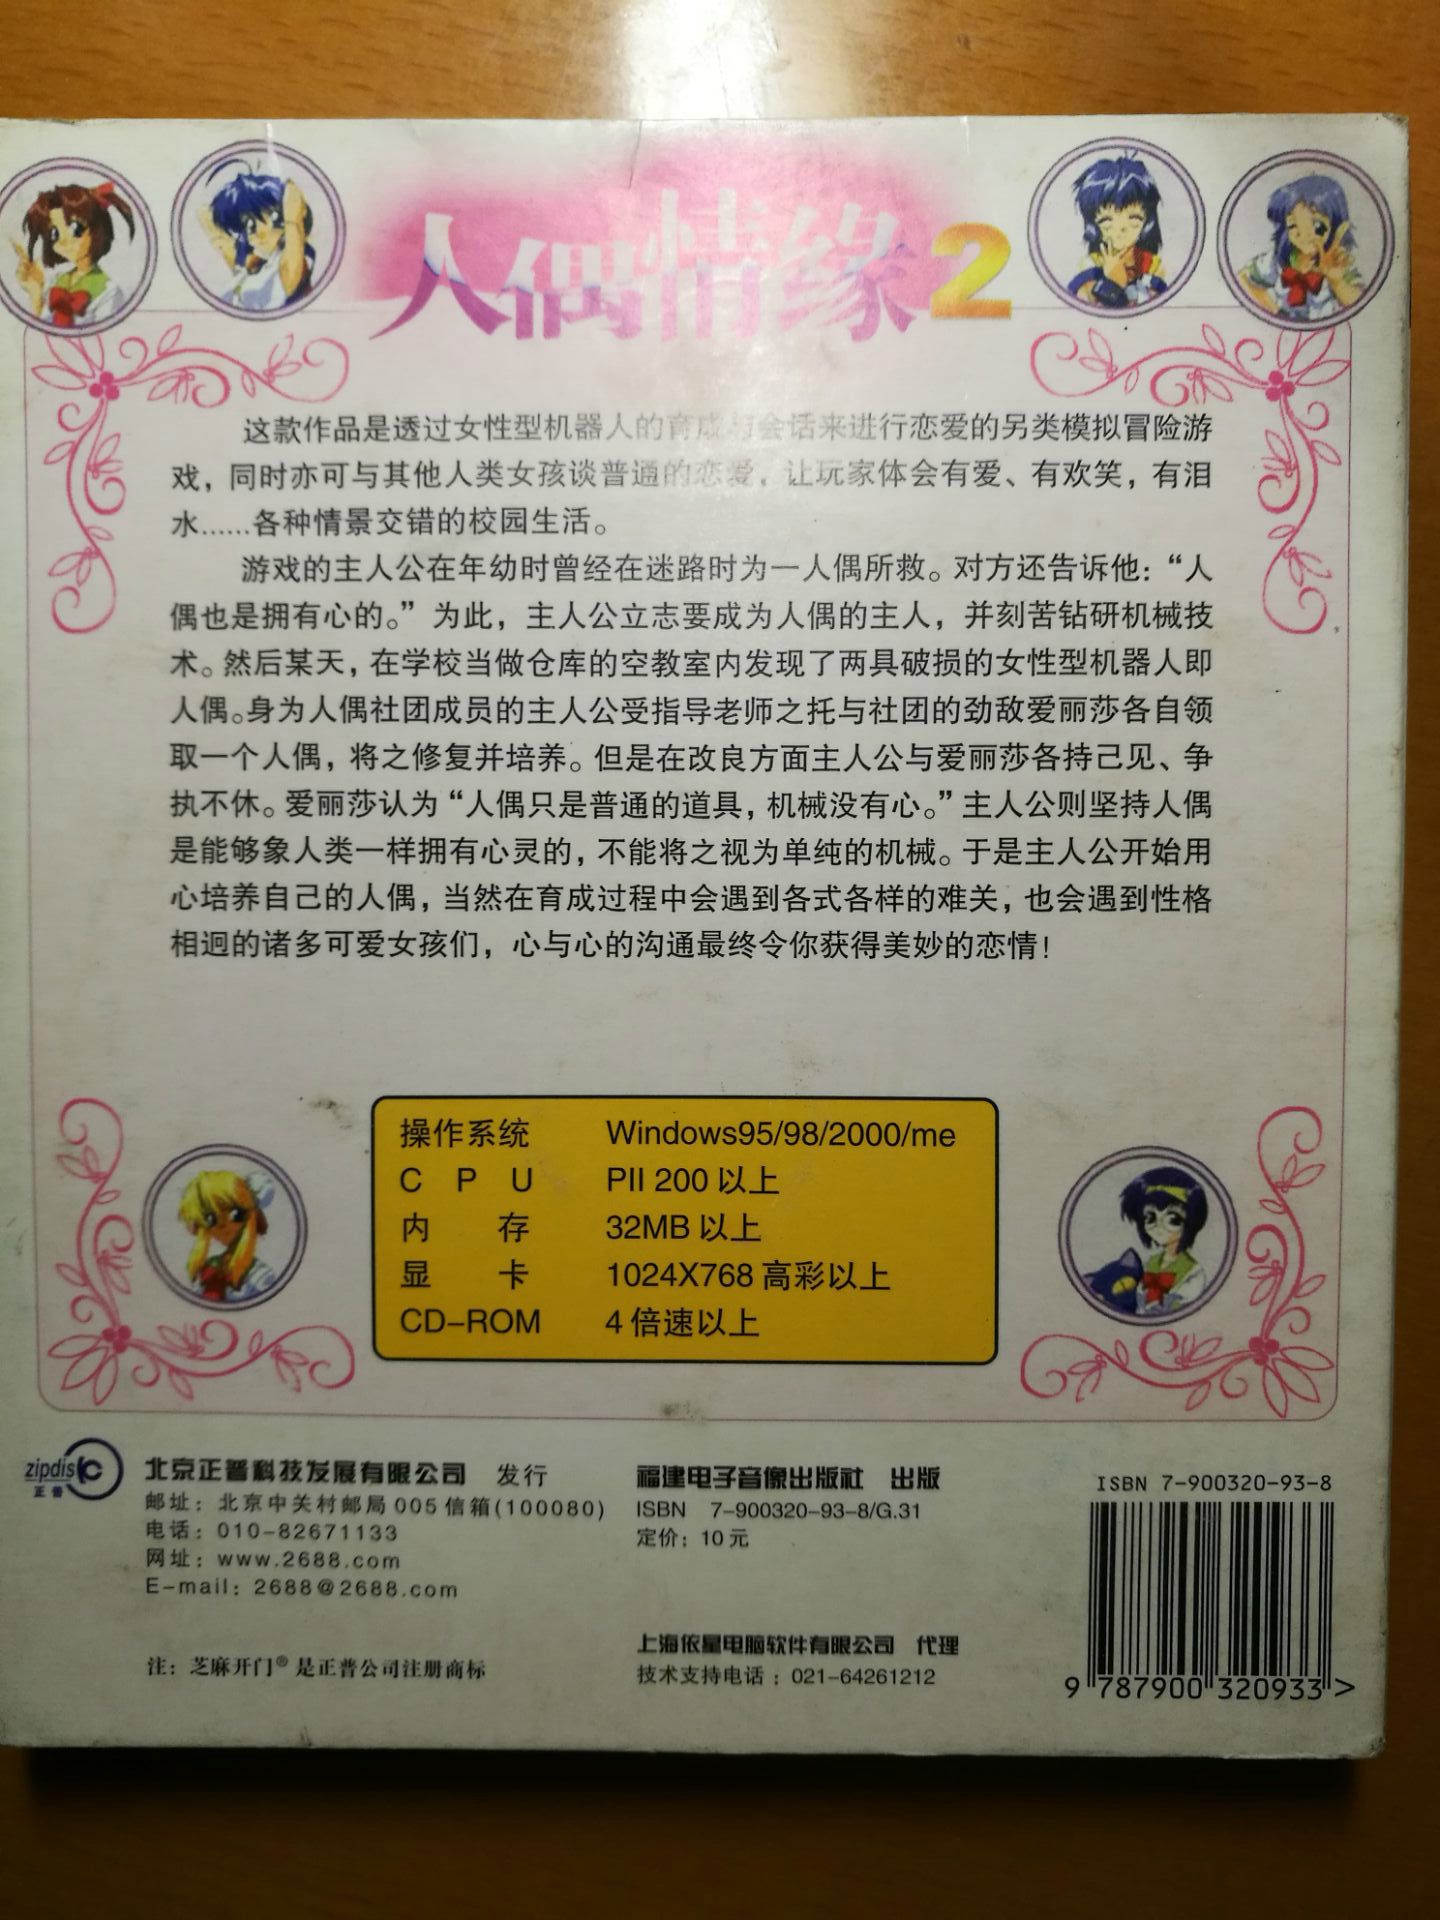 人偶情缘2
这款作品是透过女性型机器人的育成与会话来进行恋爱的另类模拟冒险游
戏，同时亦可与其他人类女孩谈普通的恋爱，让玩家体会有爱、有欢笑，有泪
水……各种情景交错的校园生活。
游戏的主人公在年幼时曾经在迷路时为一人偶所救。对方还告诉他：“人
偶也是拥有心的。”为此，主人公立志要成为人偶的主人，并刻苦钻研机械技
术。然后某天，在学校当做仓库的空教室内发现了两具破损的女性型机器人即
人偶。身为人偶社团成员的主人公受指导老师之托与社团的劲敌爱丽莎各自领
取一个人偶，将之修复并培养。但是在改良方面主人公与爱丽莎各持己见、争
执不休。爱丽莎认为“人偶只是普通的道具，机械没有心。”主人公则坚持人偶
是能够象人类一样拥有心灵的，不能将之视为单纯的机械。于是主人公开始用
心培养自己的人偶，当然在育成过程中会遇到各式各样的难关，也会遇到性格
相迥的诸多可爱女孩们，心与心的沟通最终令你获得美妙的恋情！
操作系统 Windows95/98/2000/me
CPU PII 200以上
内存 32MB以上
显卡 1024X768高彩以上
CD-ROM 4倍速以上
zipdisk
正普
北京正普科技发展有限公司 发行
邮址：北京中关村邮局005信箱(100080)
电话：010-82671133
网址：www.2688.com
E-mail：2688@2688.com
注：芝麻开门®是正普公司注册商标
福建电子音像出版社 出版
ISBN 7-900320-93-8/G.31
定价：10元
上海依星电脑软件有限公司 代理
技术支持电话：021-64261212
ISBN 7-900320-93-8
9 787900 320933 >